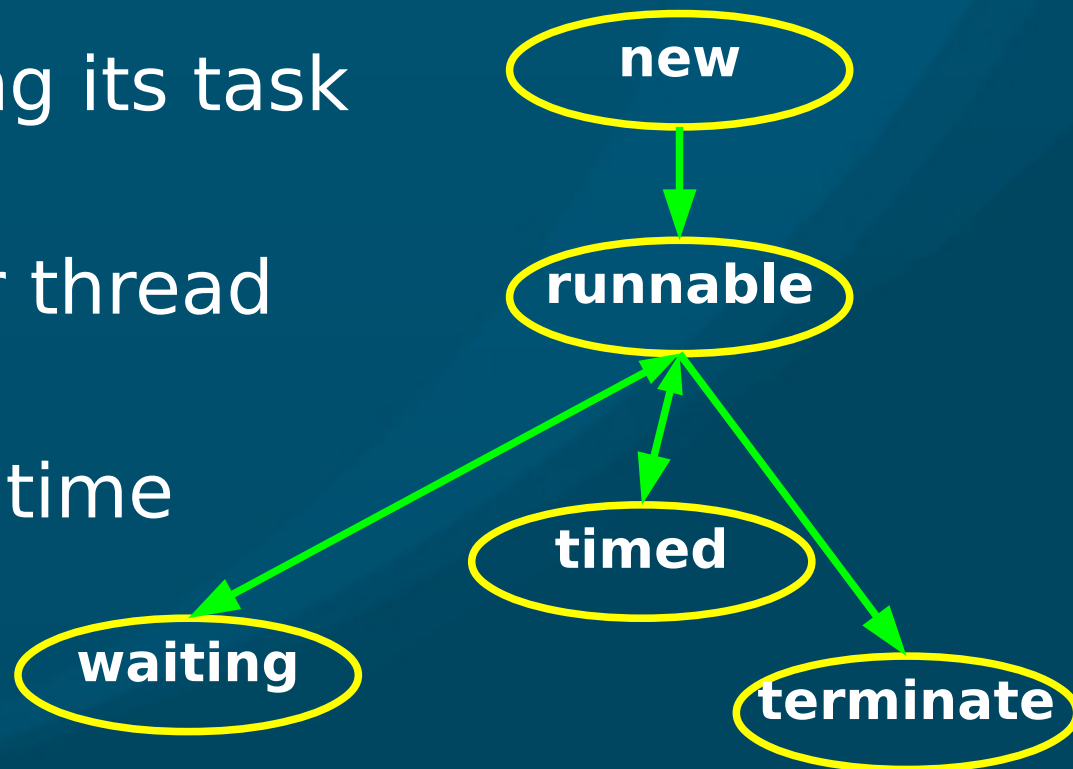 its task
thread
time
new
runnable
timed
waiting
terminate